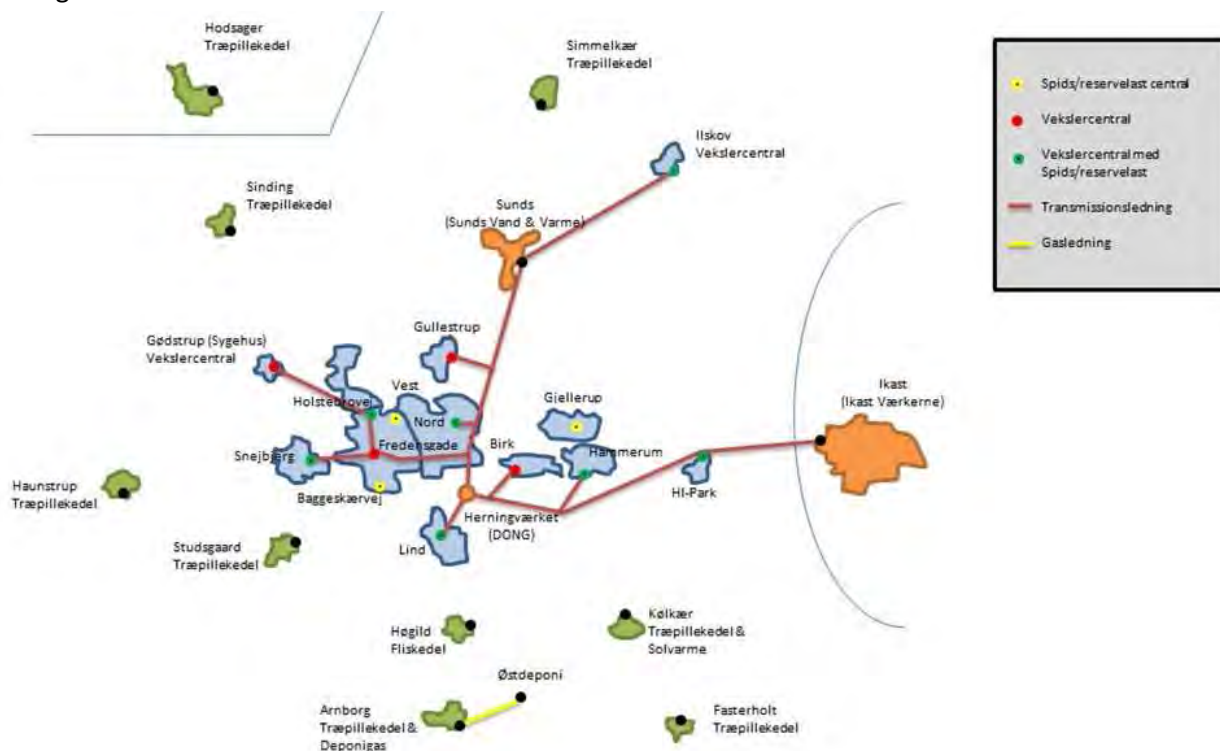 Hodsager
Træpillekedel
Simmelkær
Træpillekedel
Spids/reservelast central
Vekslercentral
Vekslercentral med
Spids/reservelast
Transmissionsledning
Gasledning
Ilskov
Vekslercentral
Sinding
Træpillekedel
Sunds
(Sunds Vand & Varme)
Gødstrup (Sygehus)
Vekslercentral
Gullestrup
Ikast
(Ikast Værkerne)
Holstebrovej
Vest
Nord
Gjellerup
Fredensgade
Birk
Hammerum
Snejbjerg
Baggeskærvej
HI-Park
Haunstrup
Træpillekedel
Herningværket
(DONG)
Lind
Studsgaard
Træpillekedel
Høgild
Fliskedel
Kølkær
Træpillekedel &
Solvarme
Østdeponi
Arnborg
Træpillekedel &
Deponigas
Fasterholt
Træpillekedel